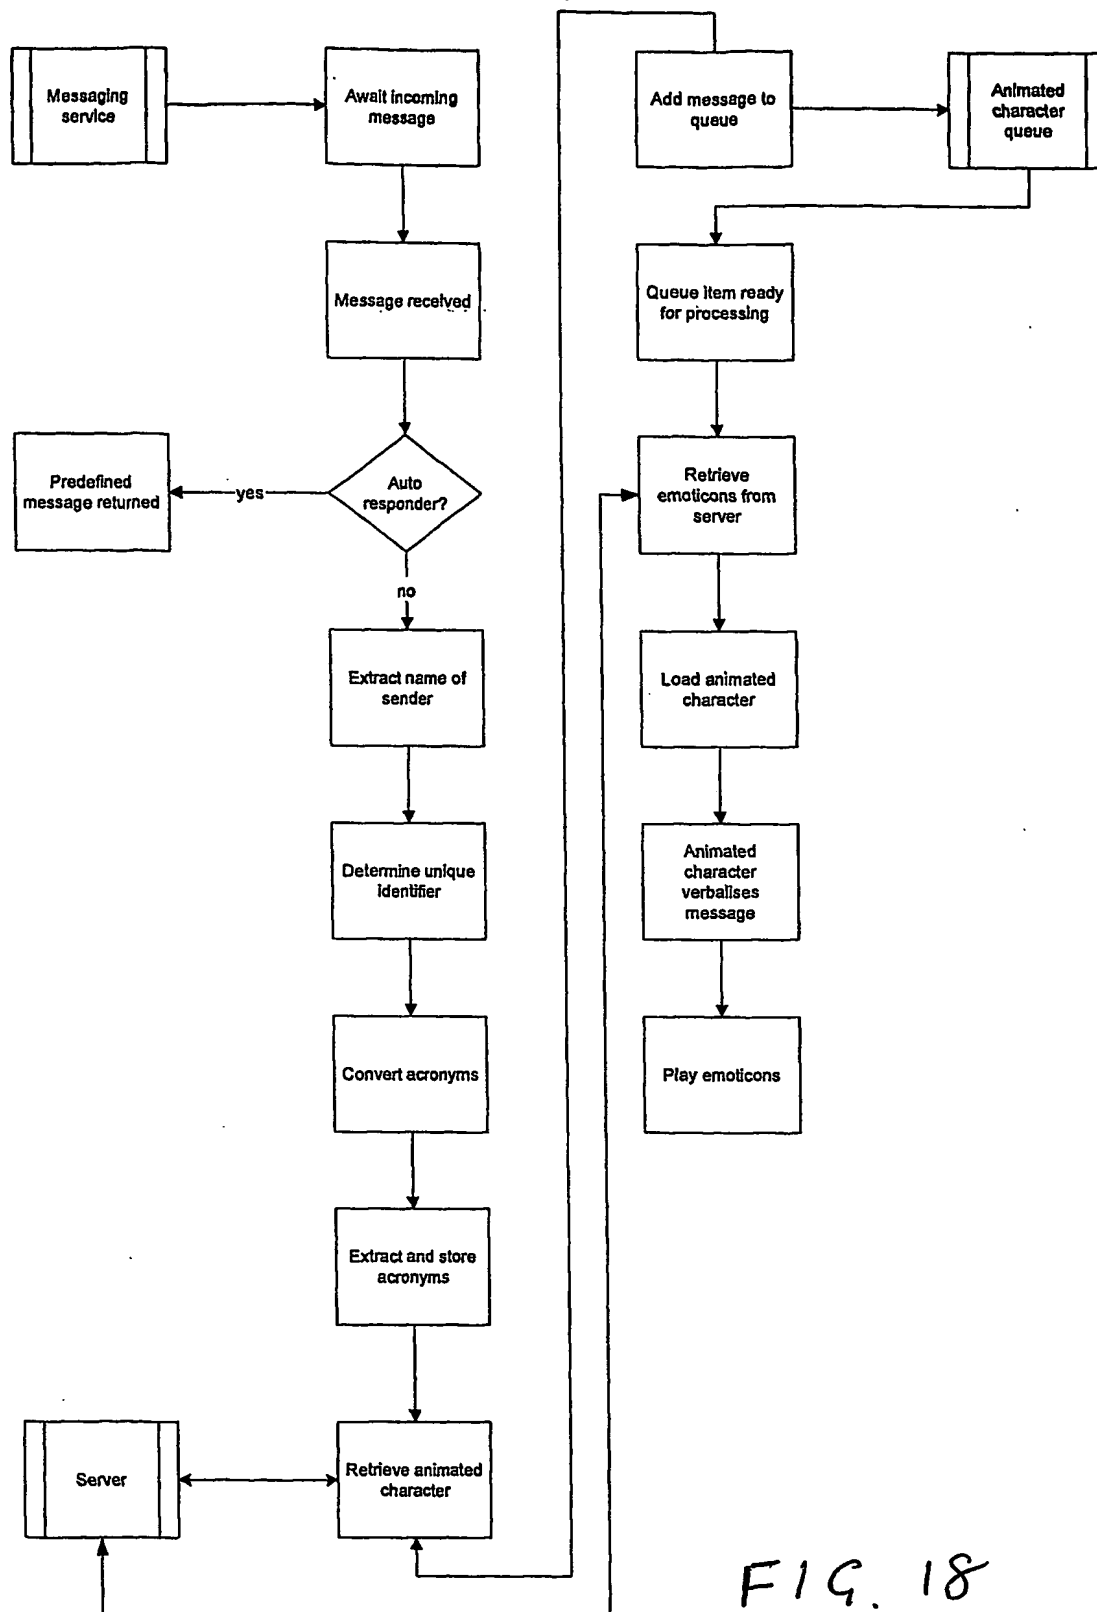 Messaging
service
Await incoming
message
Message received
Auto
responder?
yes
Predefined
message returned
no
Extract name of
sender
Determine unique
identifier
Convert acronyms
Extract and store
acronyms
Retrieve animated
character
Server
Add message to
queue
Animated
character
queue
Queue item ready
for processing
Retrieve
emoticons from
server
Load animated
character
Animated
character
verbalises
message
Play emoticons
FIG. 18